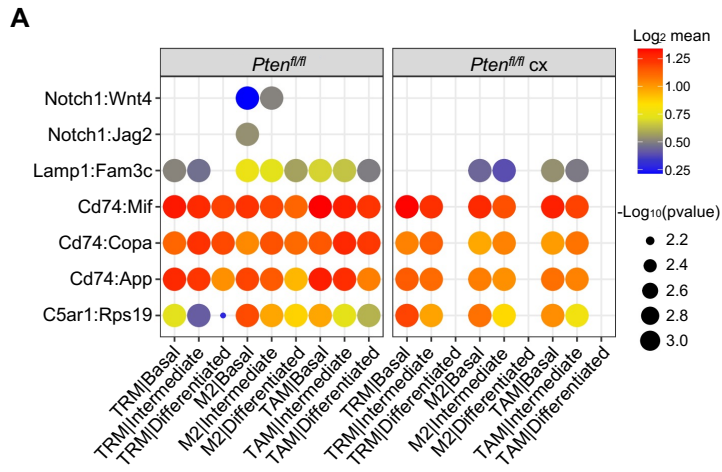 A
Pten^fl/fl
Pten^fl/fl cx
Notch1:Wnt4
Notch1:Jag2
Lamp1:Fam3c
Cd74:Mif
Cd74:Copa
Cd74:App
C5ar1:Rps19
TRM|Basal
TRM|Intermediate
TRM|Differentiated
M2|Basal
M2|Intermediate
M2|Differentiated
TAM|Basal
TAM|Intermediate
TAM|Differentiated
TRM|Basal
TRM|Intermediate
TRM|Differentiated
M2|Basal
M2|Intermediate
M2|Differentiated
TAM|Basal
TAM|Intermediate
TAM|Differentiated
Log₂ mean
1.25
1.00
0.75
0.50
0.25
-Log₁₀(pvalue)
2.2
2.4
2.6
2.8
3.0